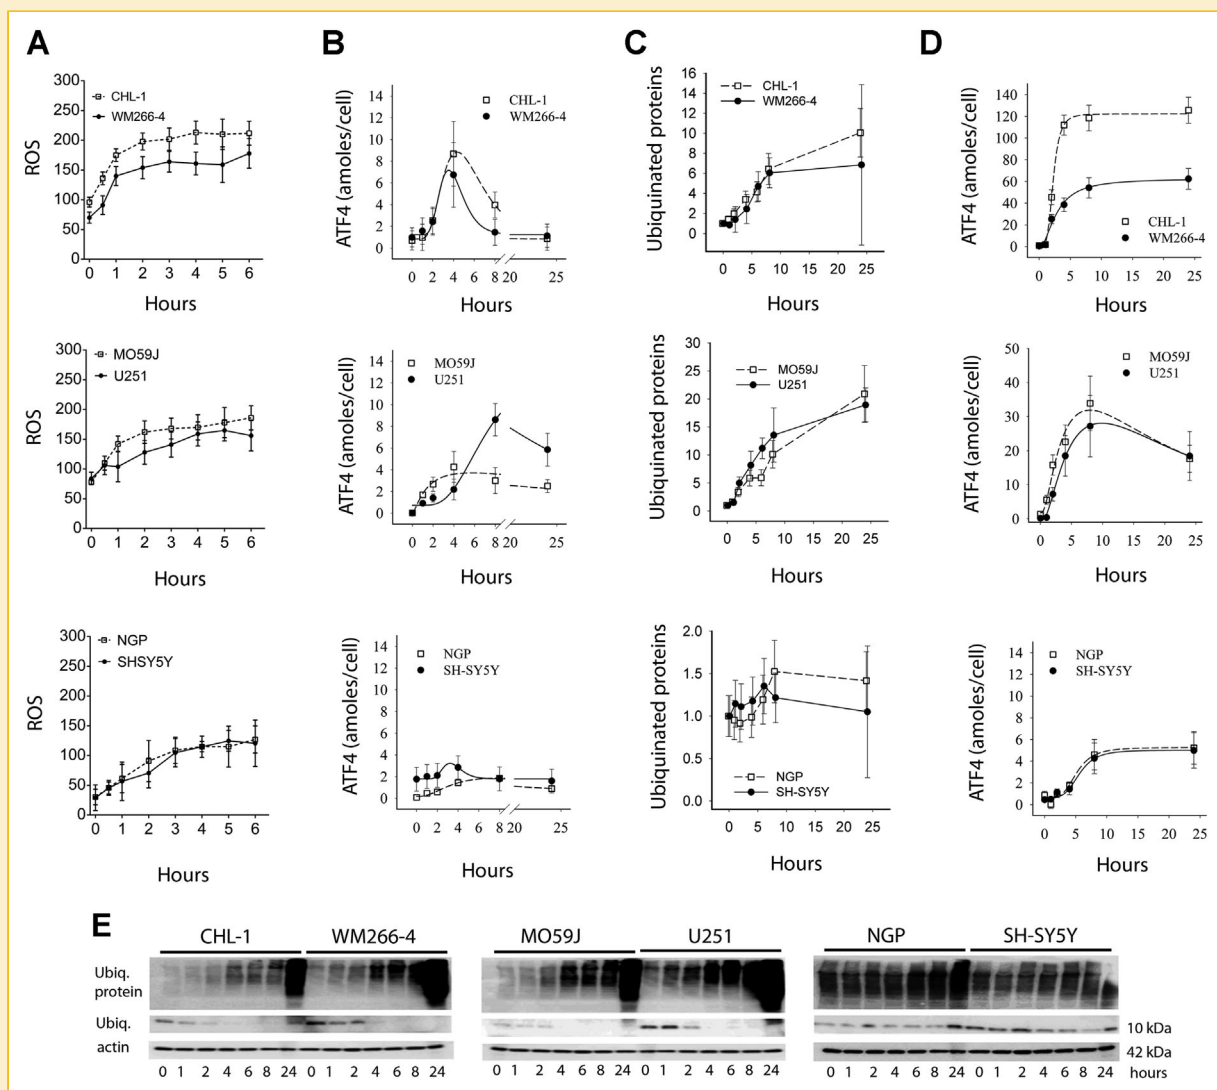 A
B
C
D
ROS
300
250
200
150
100
50
0
CHL-1
WM266-4
0 1 2 3 4 5 6
Hours
ATF4 (amoles/cell)
14
12
10
8
6
4
2
0
CHL-1
WM266-4
0 2 4 6 8 20 25
Hours
Ubiquinated proteins
16
14
12
10
8
6
4
2
0
CHL-1
WM266-4
0 5 10 15 20 25
Hours
ATF4 (amoles/cell)
140
120
100
80
60
40
20
0
CHL-1
WM266-4
0 5 10 15 20 25
Hours
ROS
300
250
200
150
100
50
0
MO59J
U251
0 1 2 3 4 5 6
Hours
ATF4 (amoles/cell)
14
12
10
8
6
4
2
0
MO59J
U251
0 2 4 6 8 20 25
Hours
Ubiquinated proteins
30
25
20
15
10
5
0
MO59J
U251
0 5 10 15 20 25
Hours
ATF4 (amoles/cell)
50
40
30
20
10
0
MO59J
U251
0 5 10 15 20 25
Hours
ROS
300
250
200
150
100
50
0
NGP
SHSY5Y
0 1 2 3 4 5 6
Hours
ATF4 (amoles/cell)
14
12
10
8
6
4
2
0
NGP
SH-SY5Y
0 2 4 6 8 20 25
Hours
Ubiquinated proteins
2.0
1.5
1.0
0.5
0.0
NGP
SH-SY5Y
0 5 10 15 20 25
Hours
ATF4 (amoles/cell)
14
12
10
8
6
4
2
0
NGP
SH-SY5Y
0 5 10 15 20 25
Hours
E
CHL-1 WM266-4 MO59J U251 NGP SH-SY5Y
Ubiq.
protein
Ubiq. 10 kDa
actin 42 kDa
0 1 2 4 6 8 24 0 1 2 4 6 8 24 0 1 2 4 6 8 24 0 1 2 4 6 8 24 0 1 2 4 6 8 24 0 1 2 4 6 8 24 hours